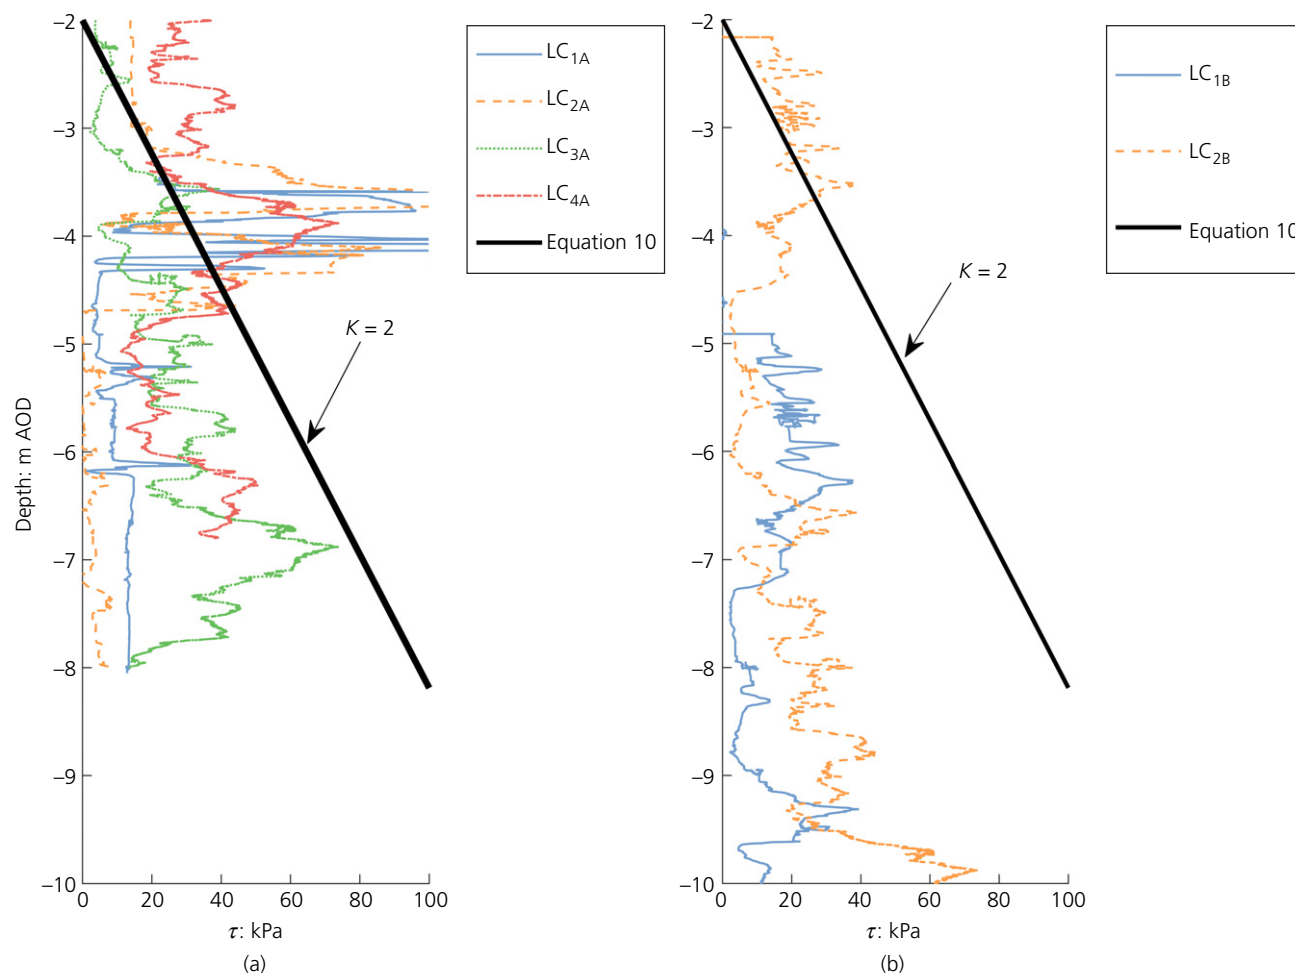 −2
−3
−4
−5
−6
−7
−8
−9
−10
Depth: m AOD
0 20 40 60 80 100
τ: kPa
(a)
K = 2
LC1A
LC2A
LC3A
LC4A
Equation 10
−2
−3
−4
−5
−6
−7
−8
−9
−10
0 20 40 60 80 100
τ: kPa
(b)
K = 2
LC1B
LC2B
Equation 10